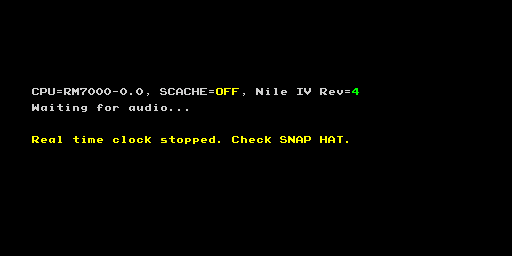 CPU=RM7000-0.0, SCACHE=OFF, Nile IV Rev=4
Waiting for audio...
Real time clock stopped. Check SNAP HAT.